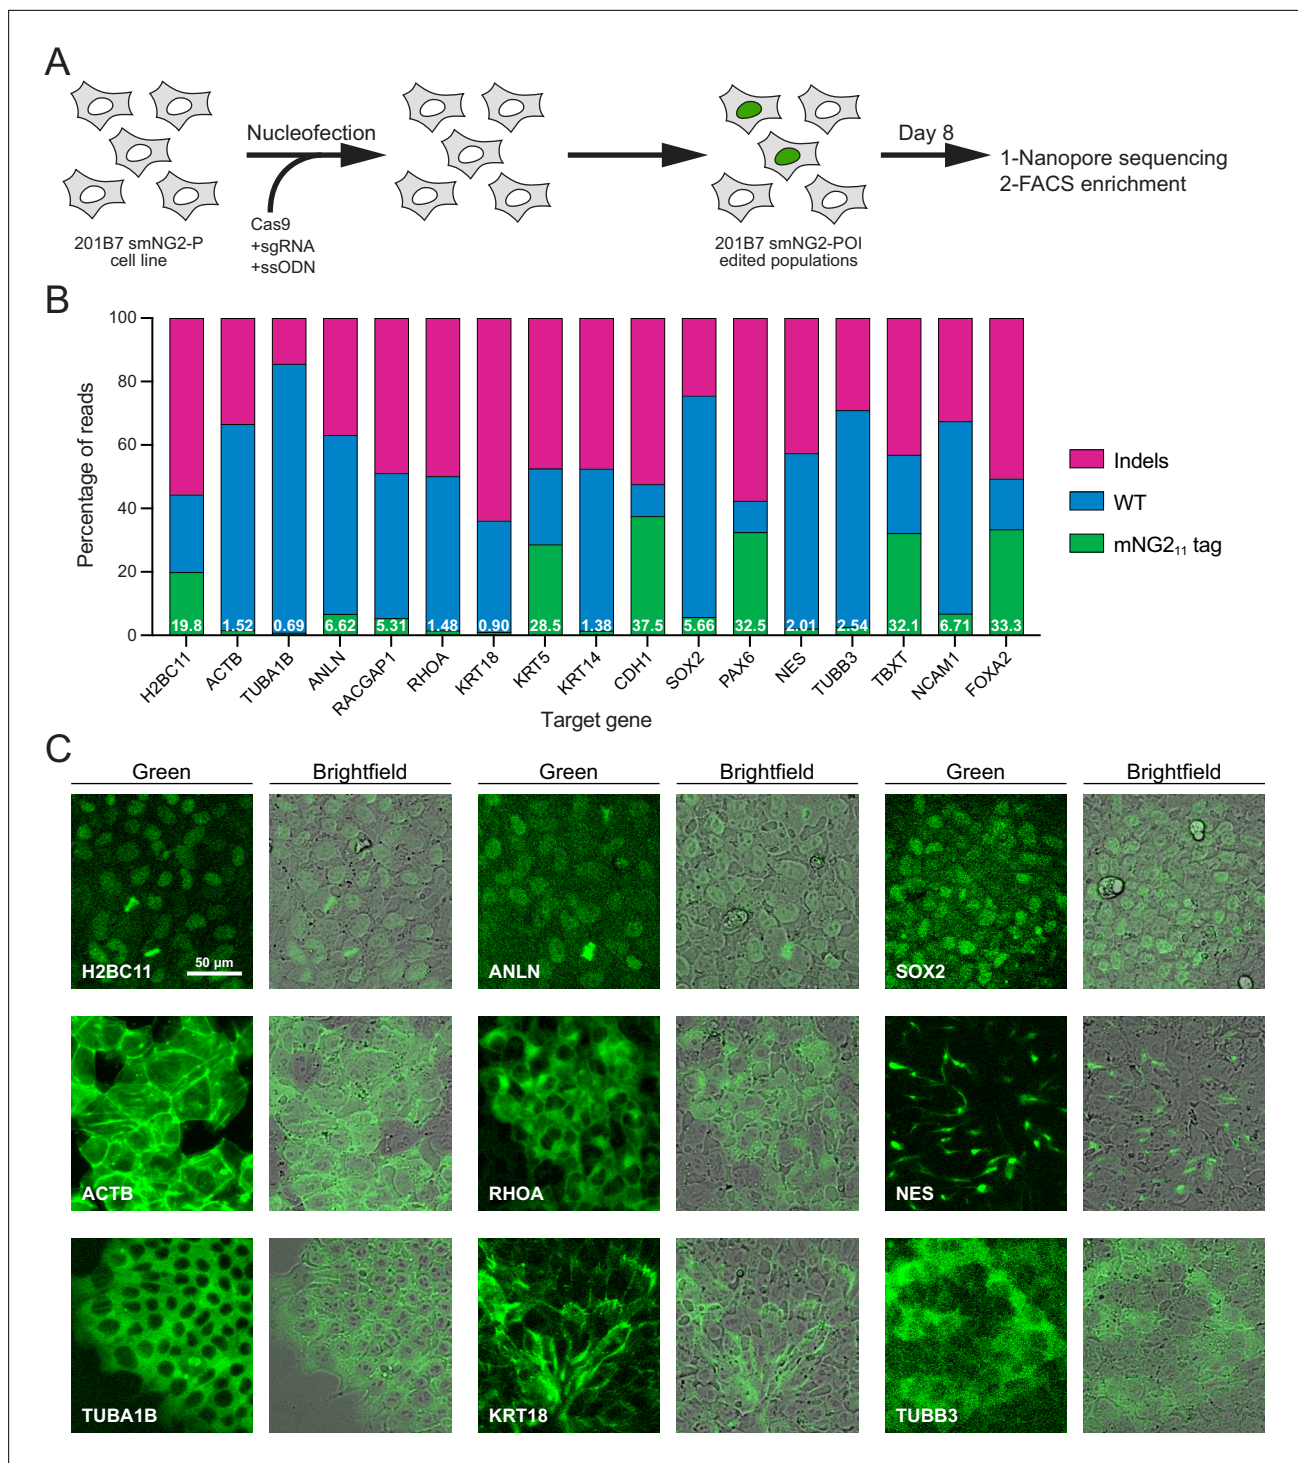 A
Nucleofection
Day 8
1-Nanopore sequencing
2-FACS enrichment
Cas9
+sgRNA
+ssODN
201B7 smNG2-P
cell line
201B7 smNG2-POI
edited populations
B
Percentage of reads
100
80
60
40
20
0
19.8 1.52 0.69 6.62 5.31 1.48 0.90 28.5 1.38 37.5 5.66 32.5 2.01 2.54 32.1 6.71 33.3
H2BC11 ACTB TUBA1B ANLN RACGAP1 RHOA KRT18 KRT5 KRT14 CDH1 SOX2 PAX6 NES TUBB3 TBXT NCAM1 FOXA2
Target gene
Indels
WT
mNG2₁₁ tag
C
Green Brightfield Green Brightfield Green Brightfield
50 µm
H2BC11 ANLN SOX2
ACTB RHOA NES
TUBA1B KRT18 TUBB3